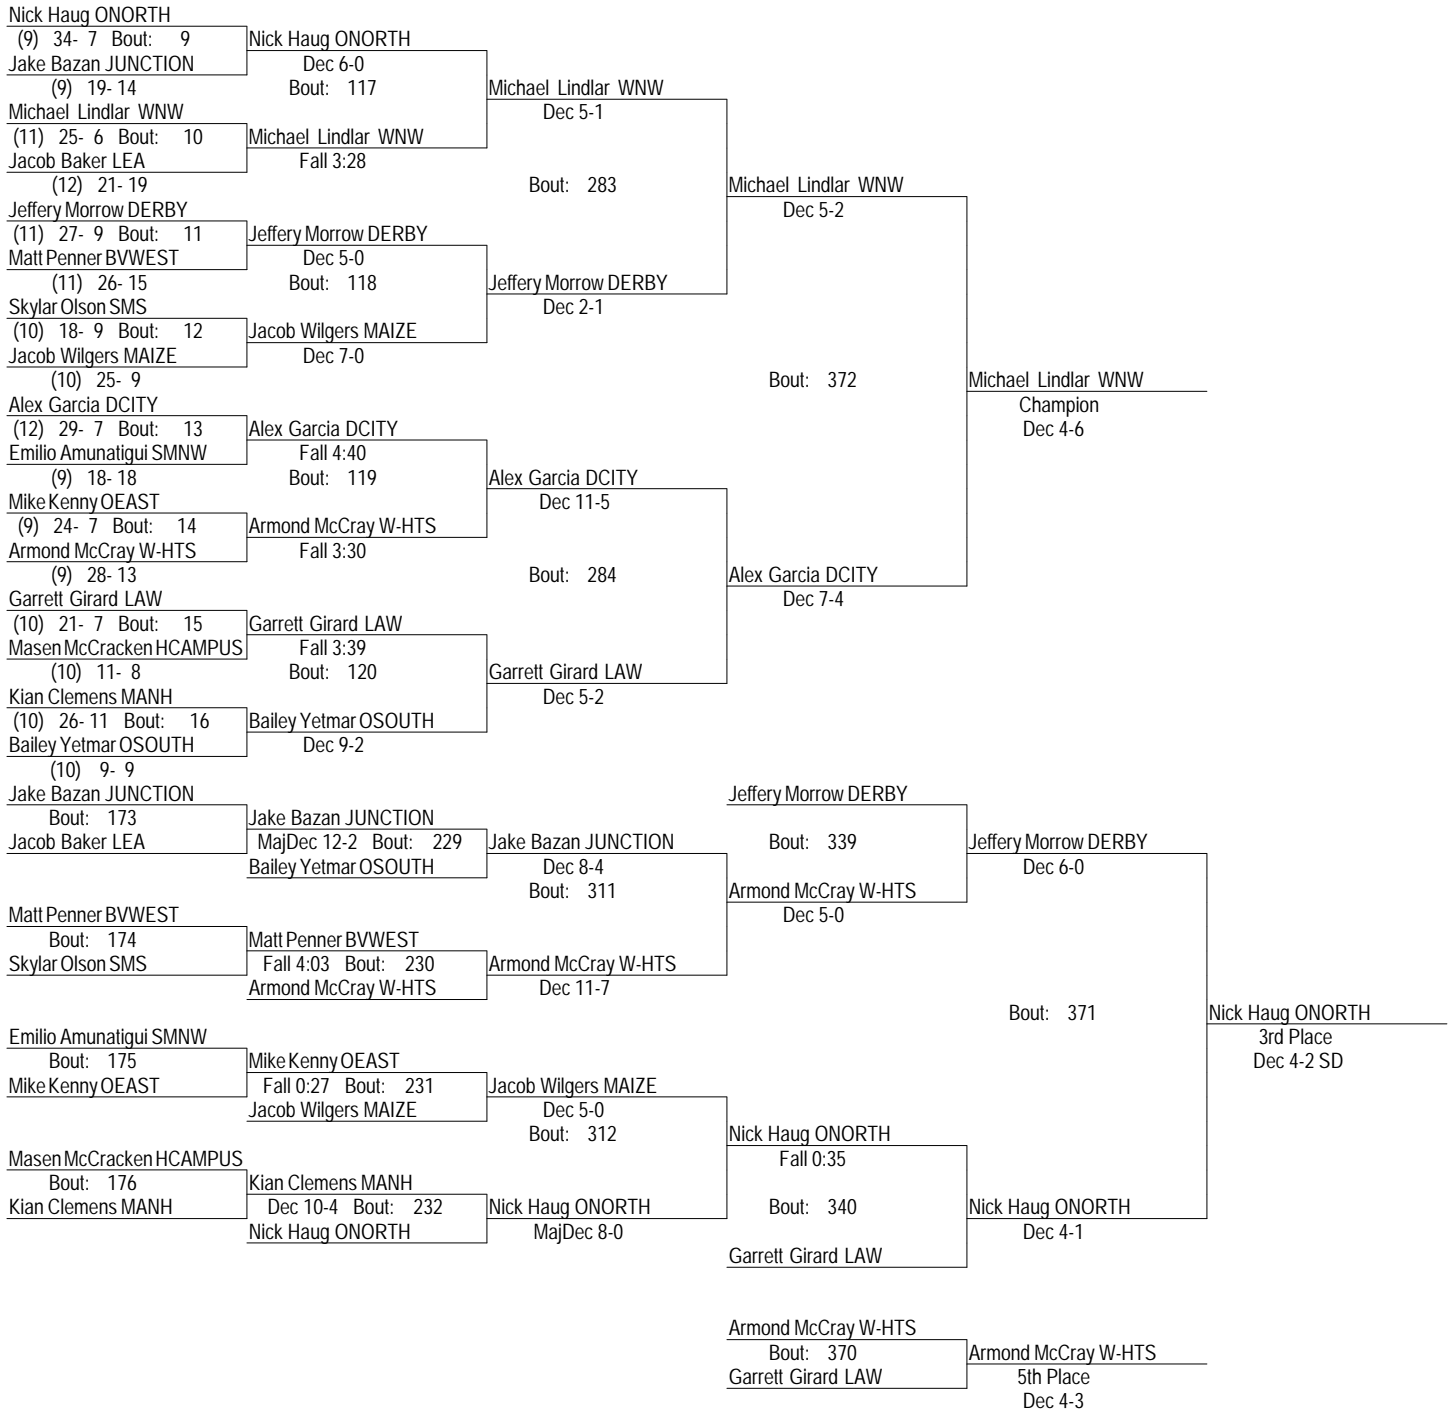 Nick Haug ONORTH
(9) 34- 7 Bout: 9
Nick Haug ONORTH
Jake Bazan JUNCTION
Dec 6-0
(9) 19- 14
Bout: 117
Michael Lindlar WNW
Michael Lindlar WNW
Dec 5-1
(11) 25- 6 Bout: 10
Michael Lindlar WNW
Jacob Baker LEA
Fall 3:28
(12) 21- 19
Bout: 283
Michael Lindlar WNW
Jeffery Morrow DERBY
Dec 5-2
(11) 27- 9 Bout: 11
Jeffery Morrow DERBY
Matt Penner BVWEST
Dec 5-0
(11) 26- 15
Bout: 118
Jeffery Morrow DERBY
Skylar Olson SMS
Dec 2-1
(10) 18- 9 Bout: 12
Jacob Wilgers MAIZE
Jacob Wilgers MAIZE
Dec 7-0
(10) 25- 9
Bout: 372
Michael Lindlar WNW
Alex Garcia DCITY
Champion
(12) 29- 7 Bout: 13
Alex Garcia DCITY
Dec 4-6
Emilio Amunatigui SMNW
Fall 4:40
(9) 18- 18
Bout: 119
Alex Garcia DCITY
Mike Kenny OEAST
Dec 11-5
(9) 24- 7 Bout: 14
Armond McCray W-HTS
Armond McCray W-HTS
Fall 3:30
(9) 28- 13
Bout: 284
Alex Garcia DCITY
Garrett Girard LAW
Dec 7-4
(10) 21- 7 Bout: 15
Garrett Girard LAW
Masen McCracken HCAMPUS
Fall 3:39
(10) 11- 8
Bout: 120
Garrett Girard LAW
Kian Clemens MANH
Dec 5-2
(10) 26- 11 Bout: 16
Bailey Yetmar OSOUTH
Bailey Yetmar OSOUTH
Dec 9-2
(10) 9- 9
Jake Bazan JUNCTION
Jeffery Morrow DERBY
Bout: 173
Jake Bazan JUNCTION
Jacob Baker LEA
MajDec 12-2 Bout: 229
Jake Bazan JUNCTION
Bout: 339
Jeffery Morrow DERBY
Bailey Yetmar OSOUTH
Dec 8-4
Dec 6-0
Bout: 311
Armond McCray W-HTS
Matt Penner BVWEST
Dec 5-0
Bout: 174
Matt Penner BVWEST
Skylar Olson SMS
Fall 4:03 Bout: 230
Armond McCray W-HTS
Armond McCray W-HTS
Dec 11-7
Bout: 371
Nick Haug ONORTH
Emilio Amunatigui SMNW
3rd Place
Bout: 175
Mike Kenny OEAST
Dec 4-2 SD
Mike Kenny OEAST
Fall 0:27 Bout: 231
Jacob Wilgers MAIZE
Jacob Wilgers MAIZE
Dec 5-0
Bout: 312
Nick Haug ONORTH
Masen McCracken HCAMPUS
Fall 0:35
Bout: 176
Kian Clemens MANH
Kian Clemens MANH
Dec 10-4 Bout: 232
Nick Haug ONORTH
Bout: 340
Nick Haug ONORTH
Nick Haug ONORTH
MajDec 8-0
Dec 4-1
Garrett Girard LAW
Armond McCray W-HTS
Bout: 370
Armond McCray W-HTS
Garrett Girard LAW
5th Place
Dec 4-3